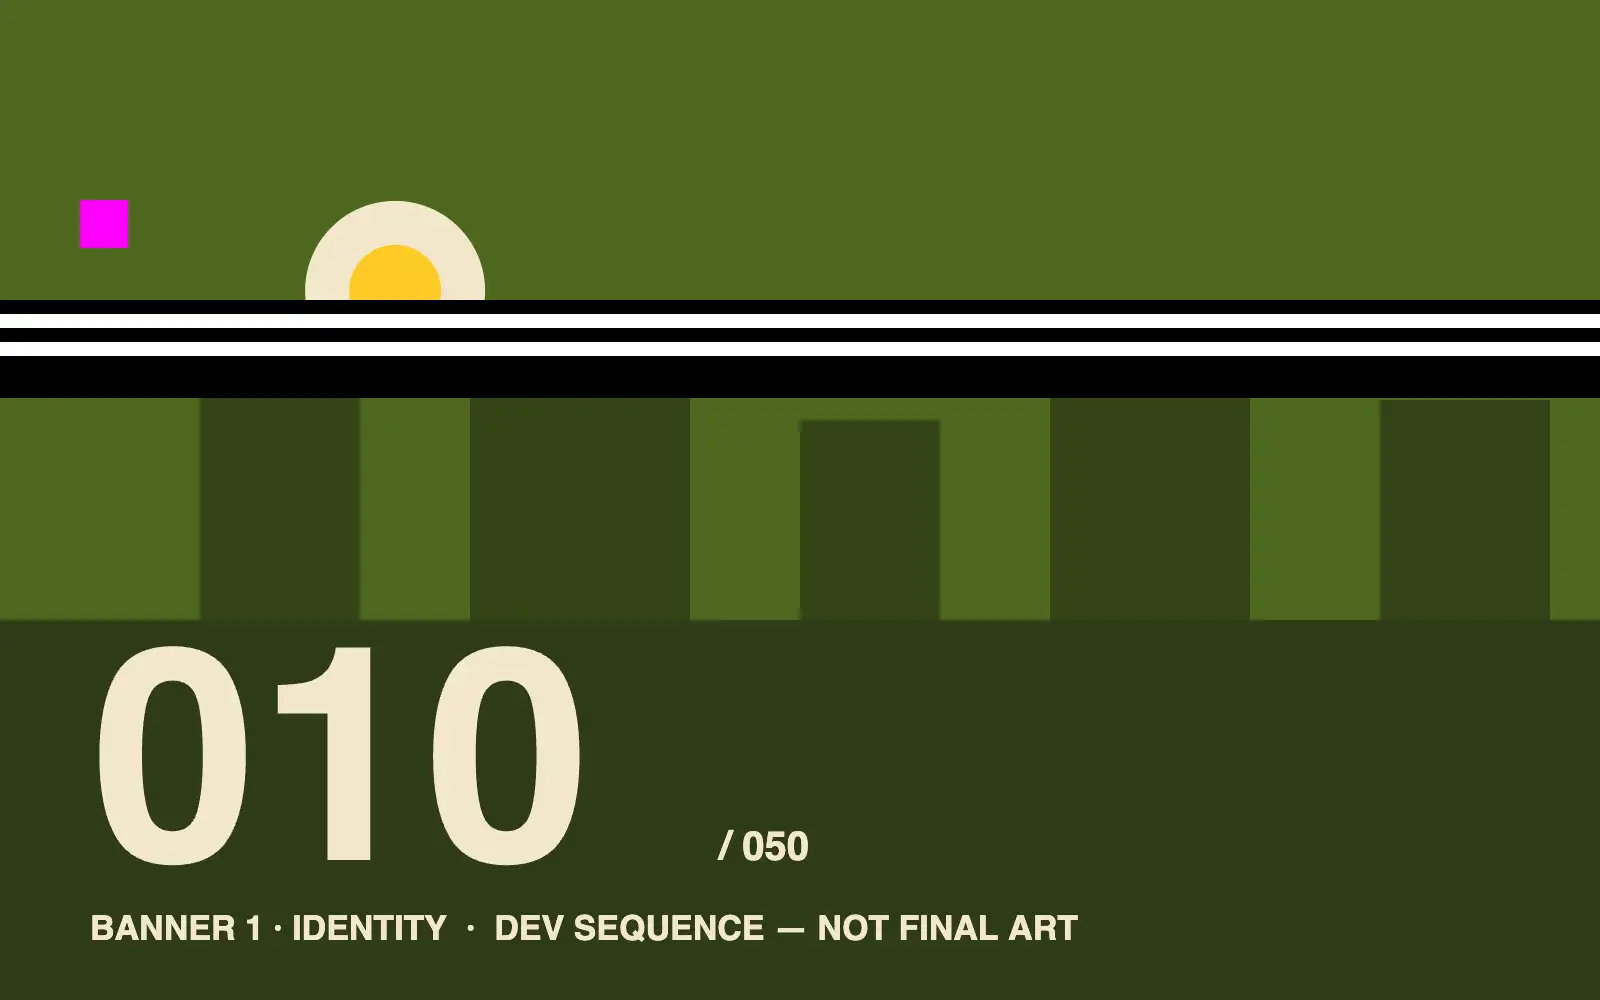 010 / 050
BANNER 1 · IDENTITY · DEV SEQUENCE — NOT FINAL ART